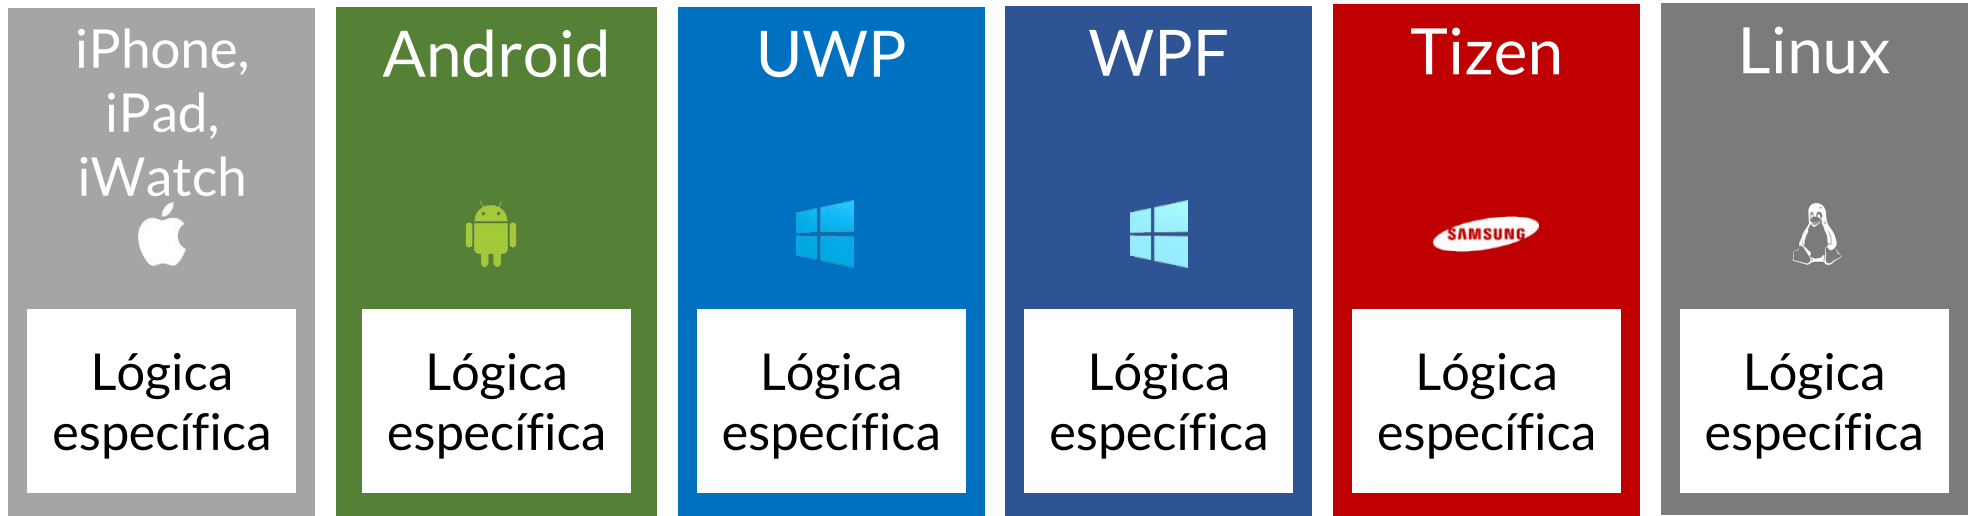 iPhone,
iPad,
iWatch
Lógica
específica
Android
Lógica
específica
UWP
Lógica
específica
WPF
Lógica
específica
Tizen
SAMSUNG
Lógica
específica
Linux
Lógica
específica